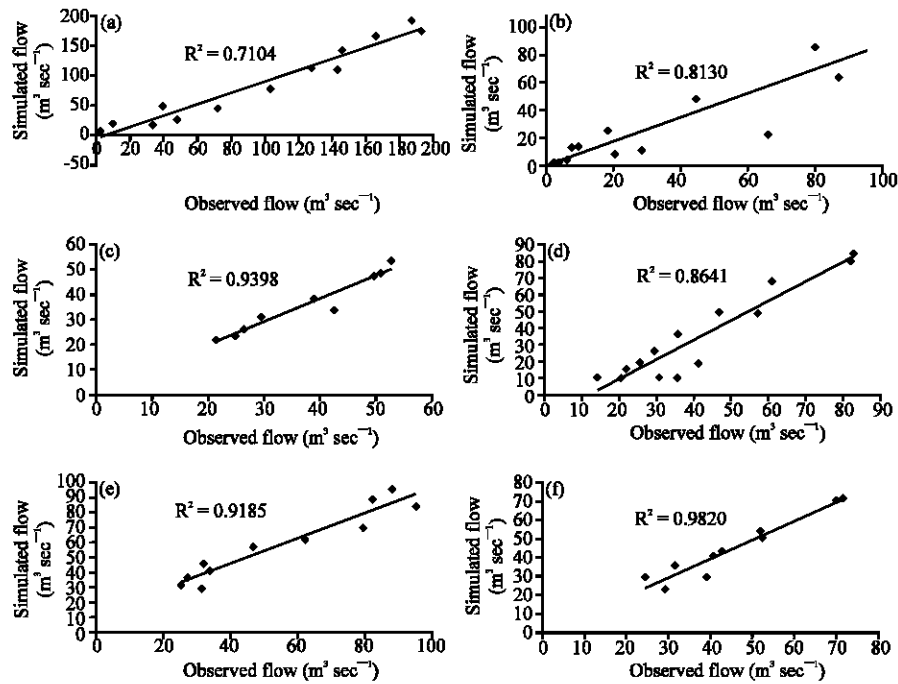 (a)
R² = 0.7104
Simulated flow
(m³ sec⁻¹)
200
150
100
50
0
-50
0 20 40 60 80 100 120 140 160 180 200
Observed flow (m³ sec⁻¹)
(b)
R² = 0.8130
Simulated flow
(m³ sec⁻¹)
100
80
60
40
20
0
0 20 40 60 80 100
Observed flow (m³ sec⁻¹)
(c)
R² = 0.9398
Simulated flow
(m³ sec⁻¹)
60
50
40
30
20
10
0
0 10 20 30 40 50 60
Observed flow (m³ sec⁻¹)
(d)
R² = 0.8641
Simulated flow
(m³ sec⁻¹)
90
80
70
60
50
40
30
20
10
0
0 10 20 30 40 50 60 70 80 90
Observed flow (m³ sec⁻¹)
(e)
R² = 0.9185
Simulated flow
(m³ sec⁻¹)
100
90
80
70
60
50
40
30
20
10
0
0 20 40 60 80 100
Observed flow (m³ sec⁻¹)
(f)
R² = 0.9820
Simulated flow
(m³ sec⁻¹)
80
70
60
50
40
30
20
10
0
0 10 20 30 40 50 60 70 80
Observed flow (m³ sec⁻¹)